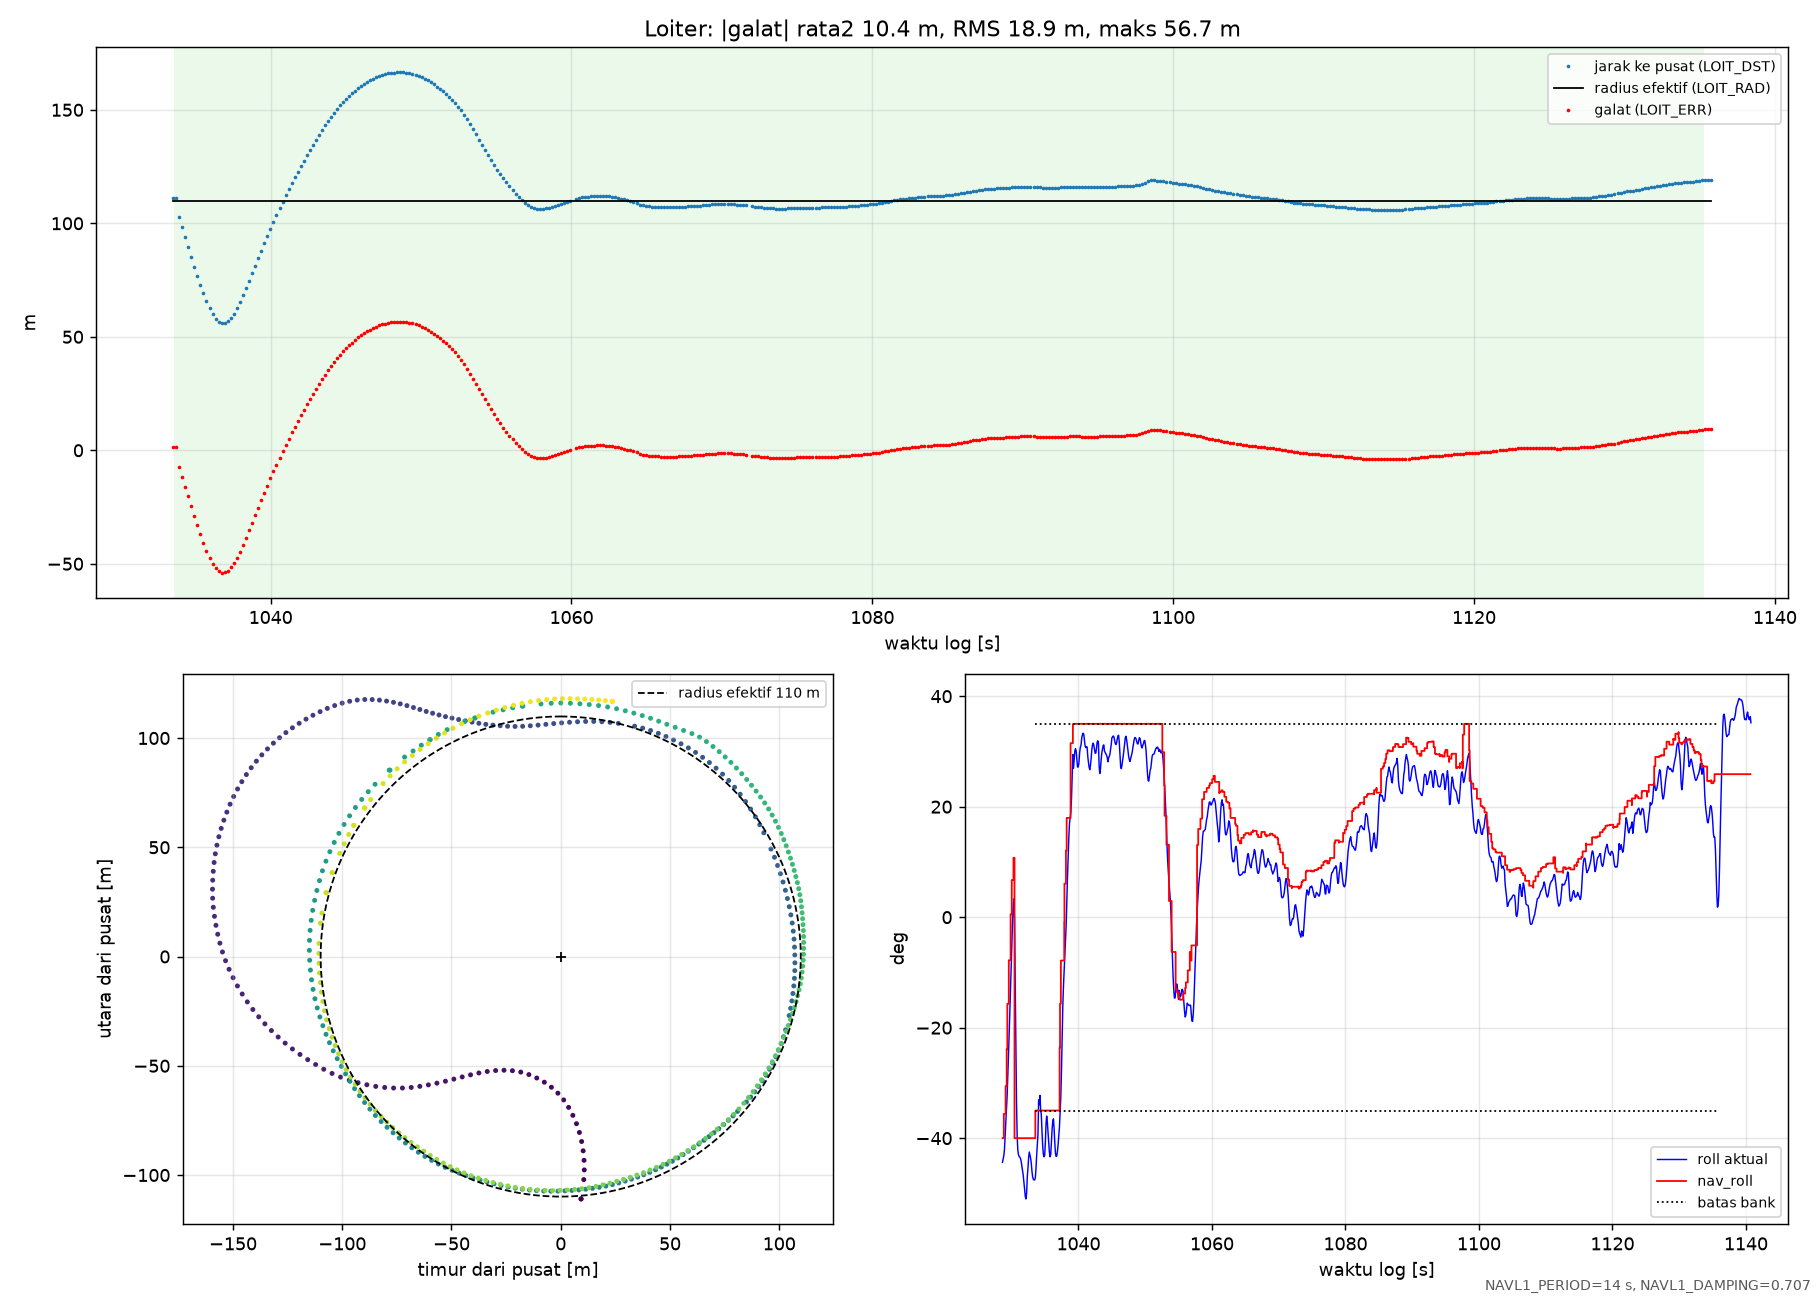 Loiter: |galat| rata2 10.4 m, RMS 18.9 m, maks 56.7 m
jarak ke pusat (LOIT_DST)
radius efektif (LOIT_RAD)
galat (LOIT_ERR)
150
100
50
0
−50
m
1040 1060 1080 1100 1120 1140
waktu log [s]
radius efektif 110 m
100
50
0
−50
−100
utara dari pusat [m]
−150 −100 −50 0 50 100
timur dari pusat [m]
40
20
0
−20
−40
deg
roll aktual
nav_roll
batas bank
1040 1060 1080 1100 1120 1140
waktu log [s]
NAVL1_PERIOD=14 s, NAVL1_DAMPING=0.707